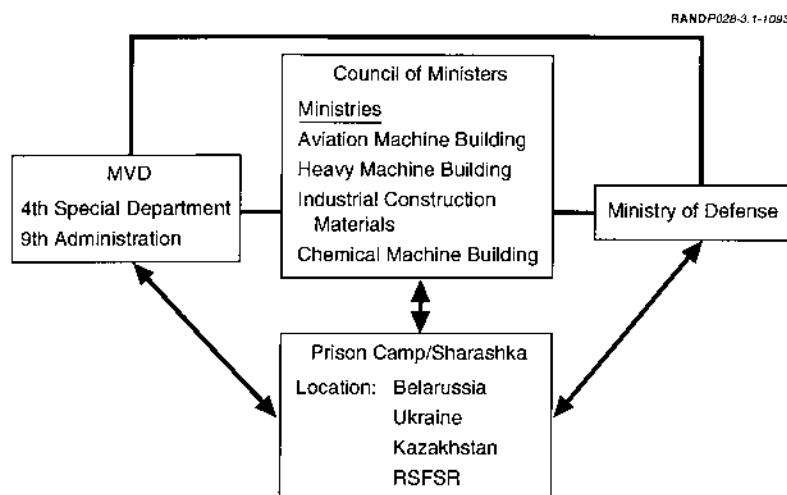 RANDP028-3.1-1093
Council of Ministers
Ministries
Aviation Machine Building
Heavy Machine Building
Industrial Construction
Materials
Chemical Machine Building
MVD
4th Special Department
9th Administration
Ministry of Defense
Prison Camp/Sharashka
Location: Belarussia
Ukraine
Kazakhstan
RSFSR